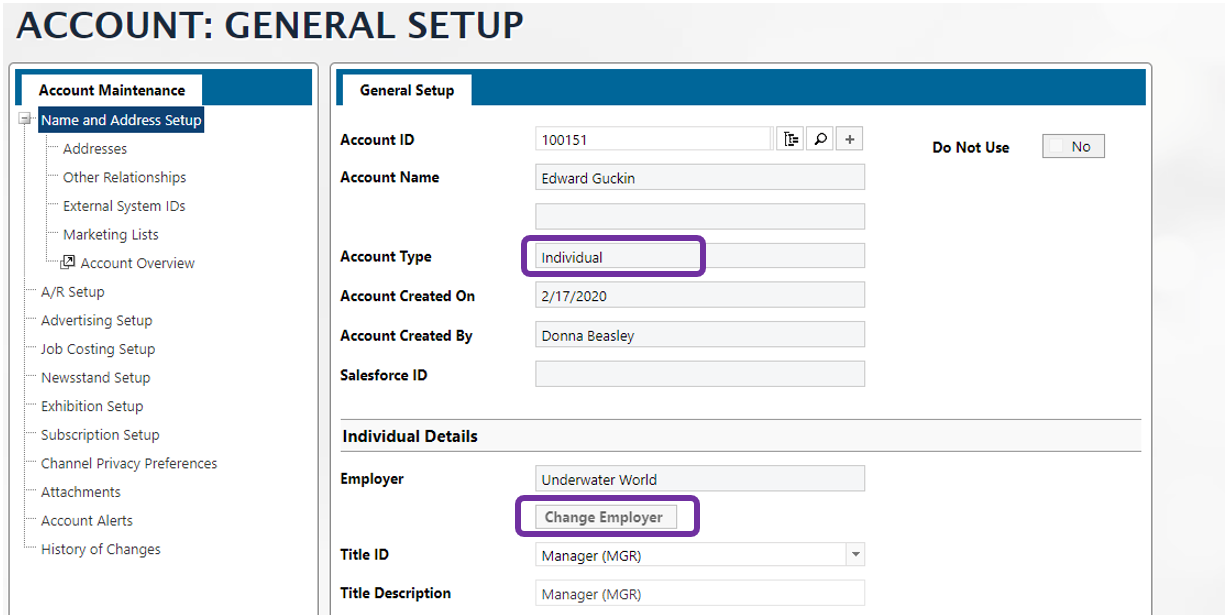 ACCOUNT: GENERAL SETUP
Account Maintenance
Name and Address Setup
Addresses
Other Relationships
External System IDs
Marketing Lists
Account Overview
A/R Setup
Advertising Setup
Job Costing Setup
Newsstand Setup
Exhibition Setup
Subscription Setup
Channel Privacy Preferences
Attachments
Account Alerts
History of Changes
General Setup
Account ID 100151
Do Not Use No
Account Name Edward Guckin
Account Type Individual
Account Created On 2/17/2020
Account Created By Donna Beasley
Salesforce ID
Individual Details
Employer Underwater World
Change Employer
Title ID Manager (MGR)
Title Description Manager (MGR)